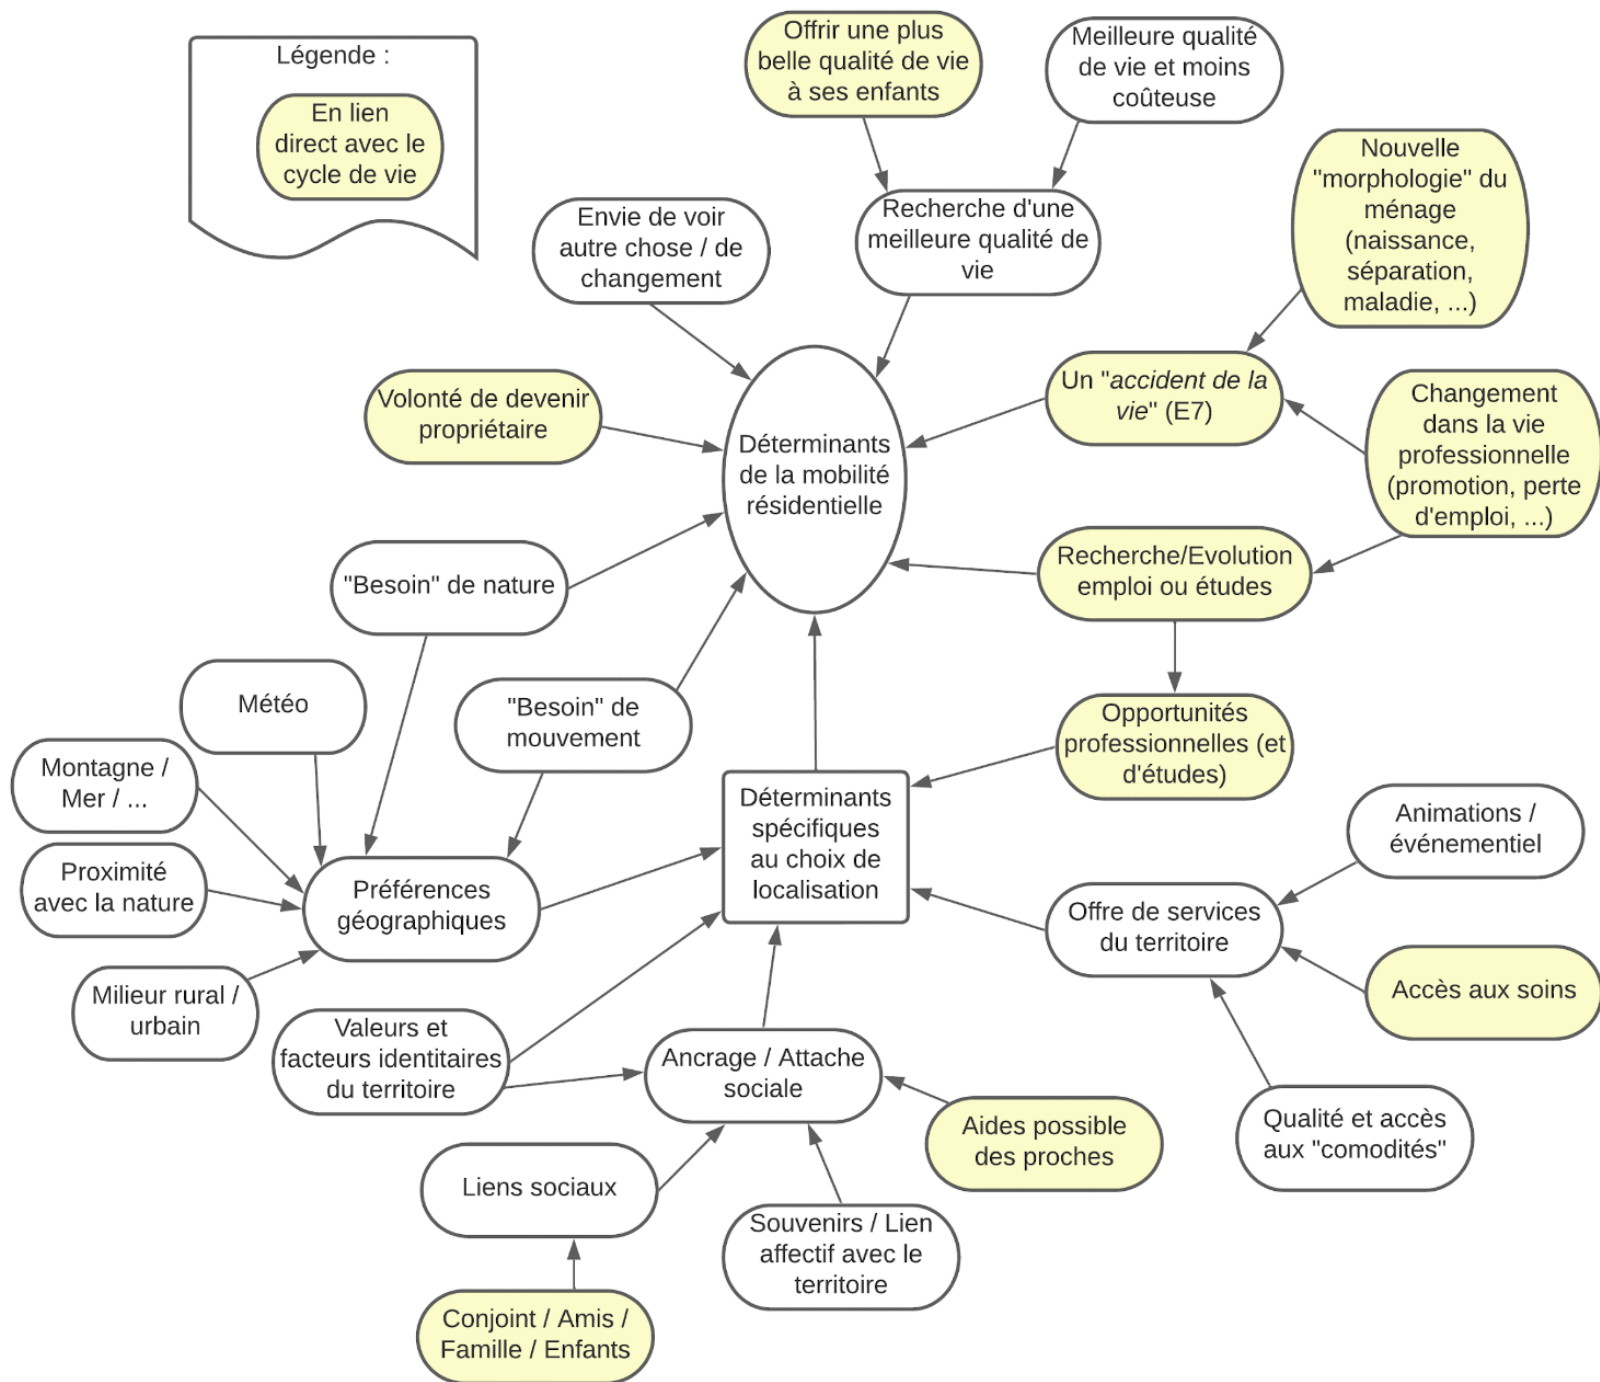 Légende :
En lien
direct avec le
cycle de vie
Offrir une plus
belle qualité de vie
à ses enfants
Meilleure qualité
de vie et moins
coûteuse
Nouvelle
"morphologie" du
ménage
(naissance,
séparation,
maladie, ...)
Envie de voir
autre chose / de
changement
Recherche d'une
meilleure qualité de
vie
Volonté de devenir
propriétaire
Un "accident de la
vie" (E7)
Changement
dans la vie
professionnelle
(promotion, perte
d'emploi, ...)
Déterminants
de la mobilité
résidentielle
"Besoin" de nature
Recherche/Evolution
emploi ou études
Météo
"Besoin" de
mouvement
Opportunités
professionnelles (et
d'études)
Montagne /
Mer / ...
Déterminants
spécifiques
au choix de
localisation
Animations /
événementiel
Proximité
avec la nature
Préférences
géographiques
Offre de services
du territoire
Milieur rural /
urbain
Accès aux soins
Valeurs et
facteurs identitaires
du territoire
Ancrage / Attache
sociale
Aides possible
des proches
Qualité et accès
aux "comodités"
Liens sociaux
Souvenirs / Lien
affectif avec le
territoire
Conjoint / Amis /
Famille / Enfants